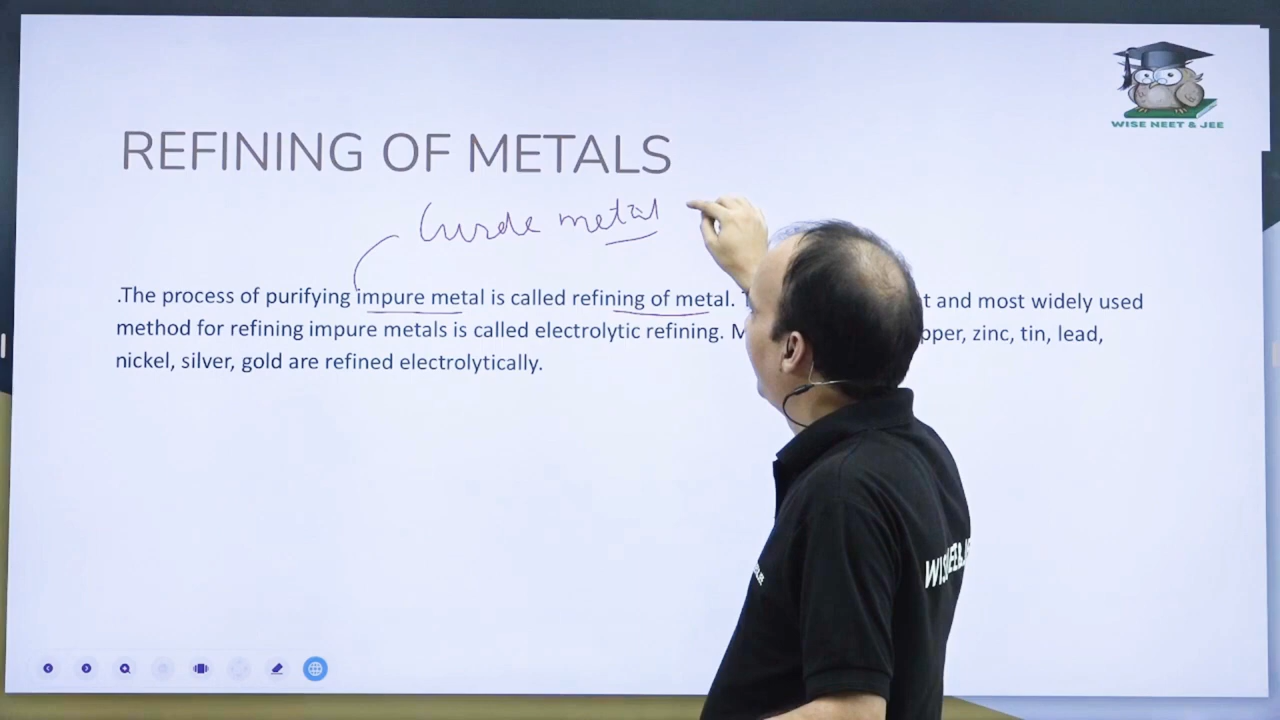 WISE NEET & JEE
REFINING OF METALS
Curde metal
.The process of purifying impure metal is called refining of metal. and most widely used
method for refining impure metals is called electrolytic refining. zinc, tin, lead,
nickel, silver, gold are refined electrolytically.